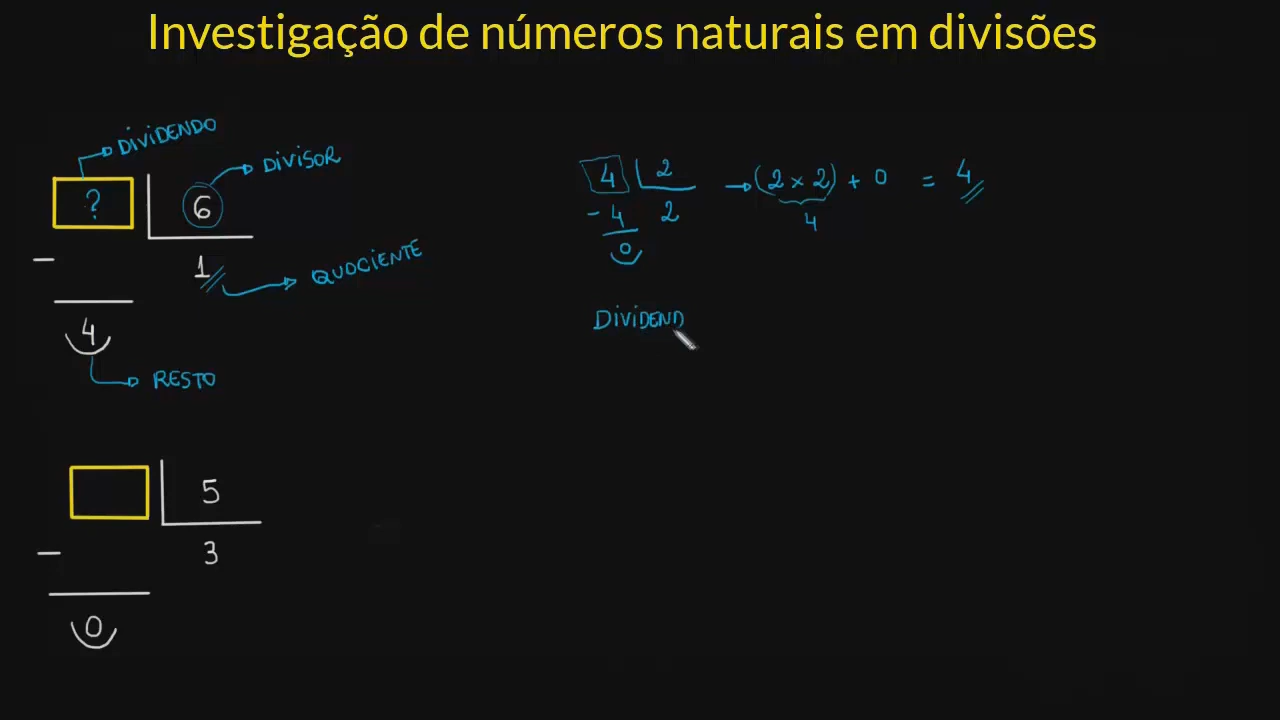 Investigação de números naturais em divisões
DIVIDENDO
DIVISOR
? 6
- 1
QUOCIENTE
4
RESTO
4 2 → (2 × 2) + 0 = 4
- 4 2 4
0
DIVIDEND
5
- 3
0